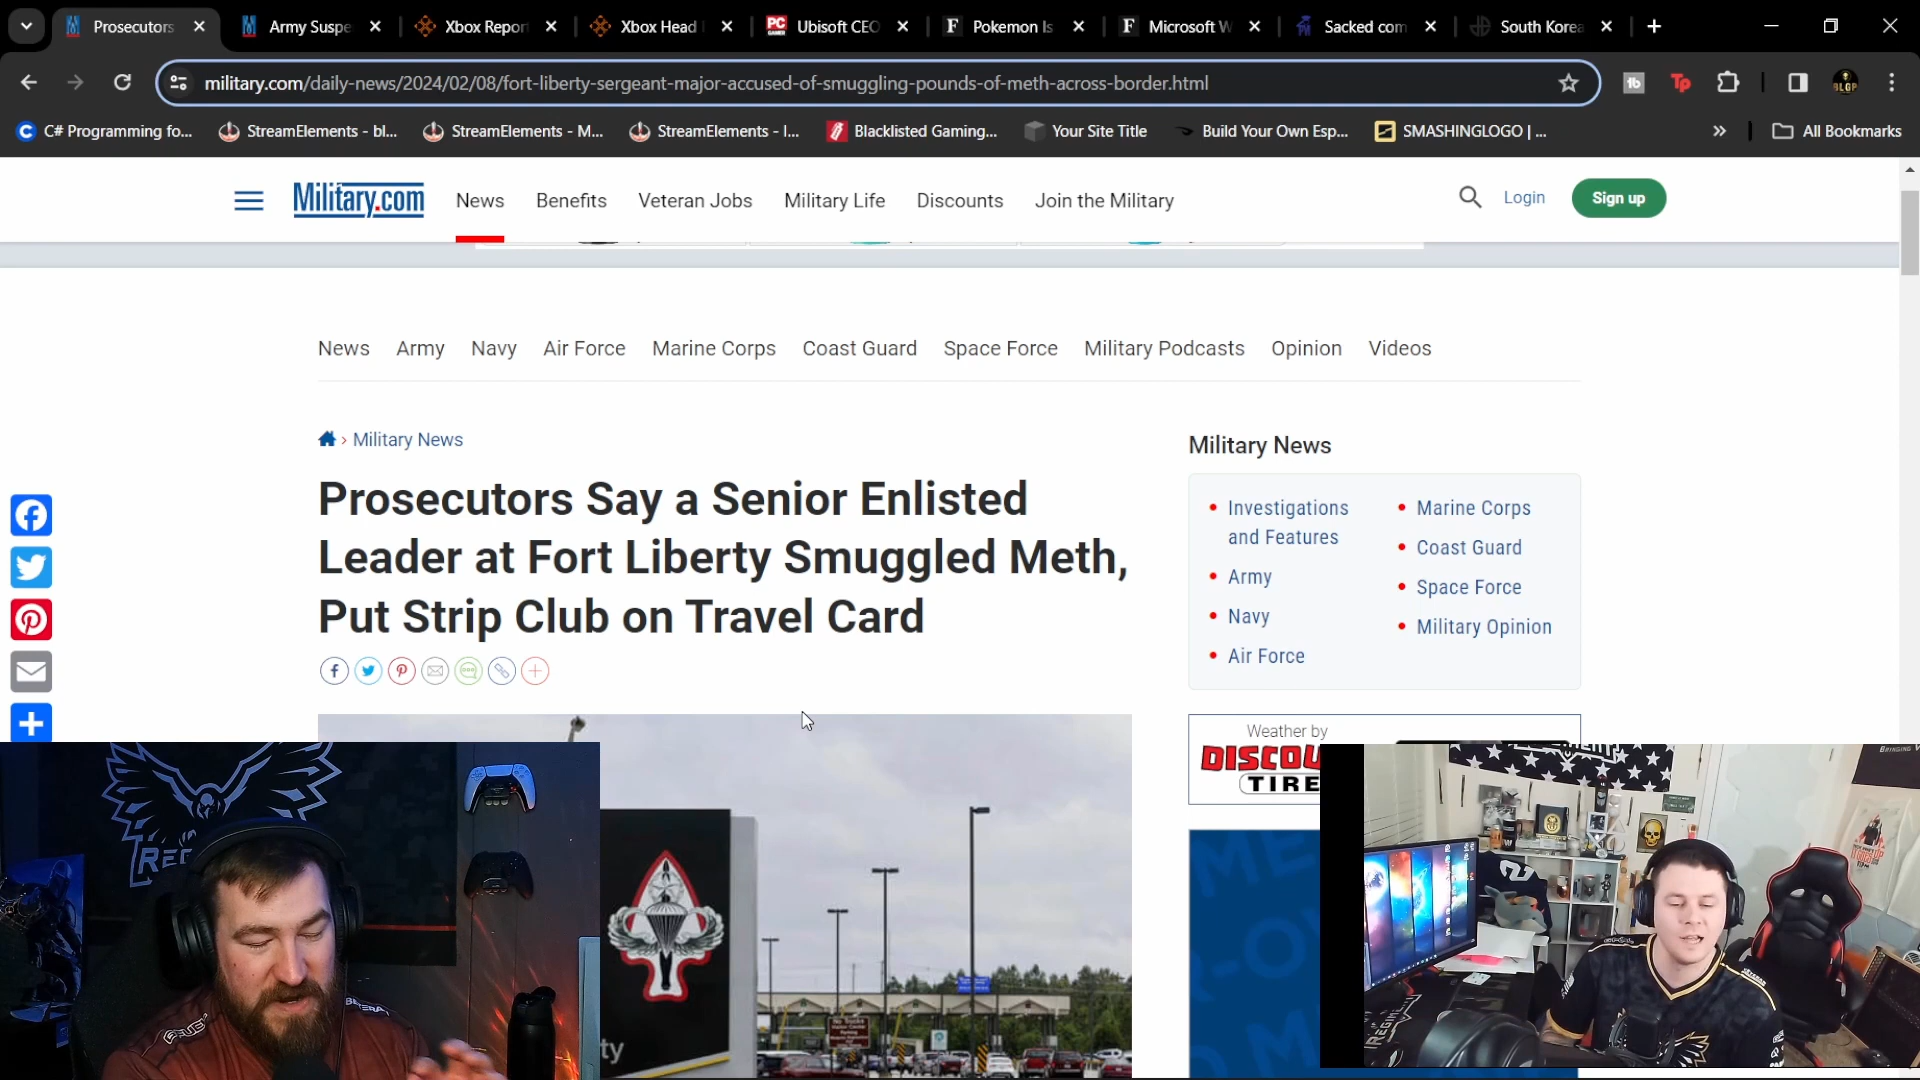 Prosecutors
Army Suspe
Xbox Repor
Xbox Head
Ubisoft CEO
Pokemon Is
Microsoft W
Sacked com
South Korea
military.com/daily-news/2024/02/08/fort-liberty-sergeant-major-accused-of-smuggling-pounds-of-meth-across-border.html
C# Programming fo...
StreamElements - bl...
StreamElements - M...
StreamElements - I...
Blacklisted Gaming...
Your Site Title
Build Your Own Esp...
SMASHINGLOGO | ...
All Bookmarks
Military.com
News
Benefits
Veteran Jobs
Military Life
Discounts
Join the Military
Login
Sign up
News
Army
Navy
Air Force
Marine Corps
Coast Guard
Space Force
Military Podcasts
Opinion
Videos
Military News
Prosecutors Say a Senior Enlisted
Leader at Fort Liberty Smuggled Meth,
Put Strip Club on Travel Card
Military News
Investigations
and Features
Army
Navy
Air Force
Marine Corps
Coast Guard
Space Force
Military Opinion
Weather by
DISCOU
TIRE